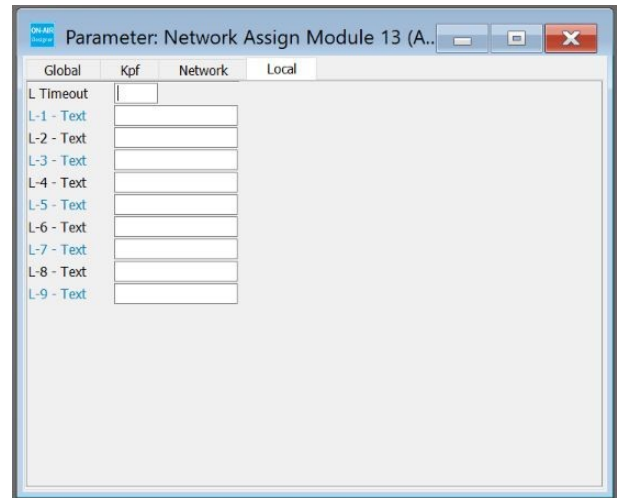 ON-AIR
Designer
Parameter: Network Assign Module 13 (A..
Global Kpf Network Local
L Timeout
L-1 - Text
L-2 - Text
L-3 - Text
L-4 - Text
L-5 - Text
L-6 - Text
L-7 - Text
L-8 - Text
L-9 - Text